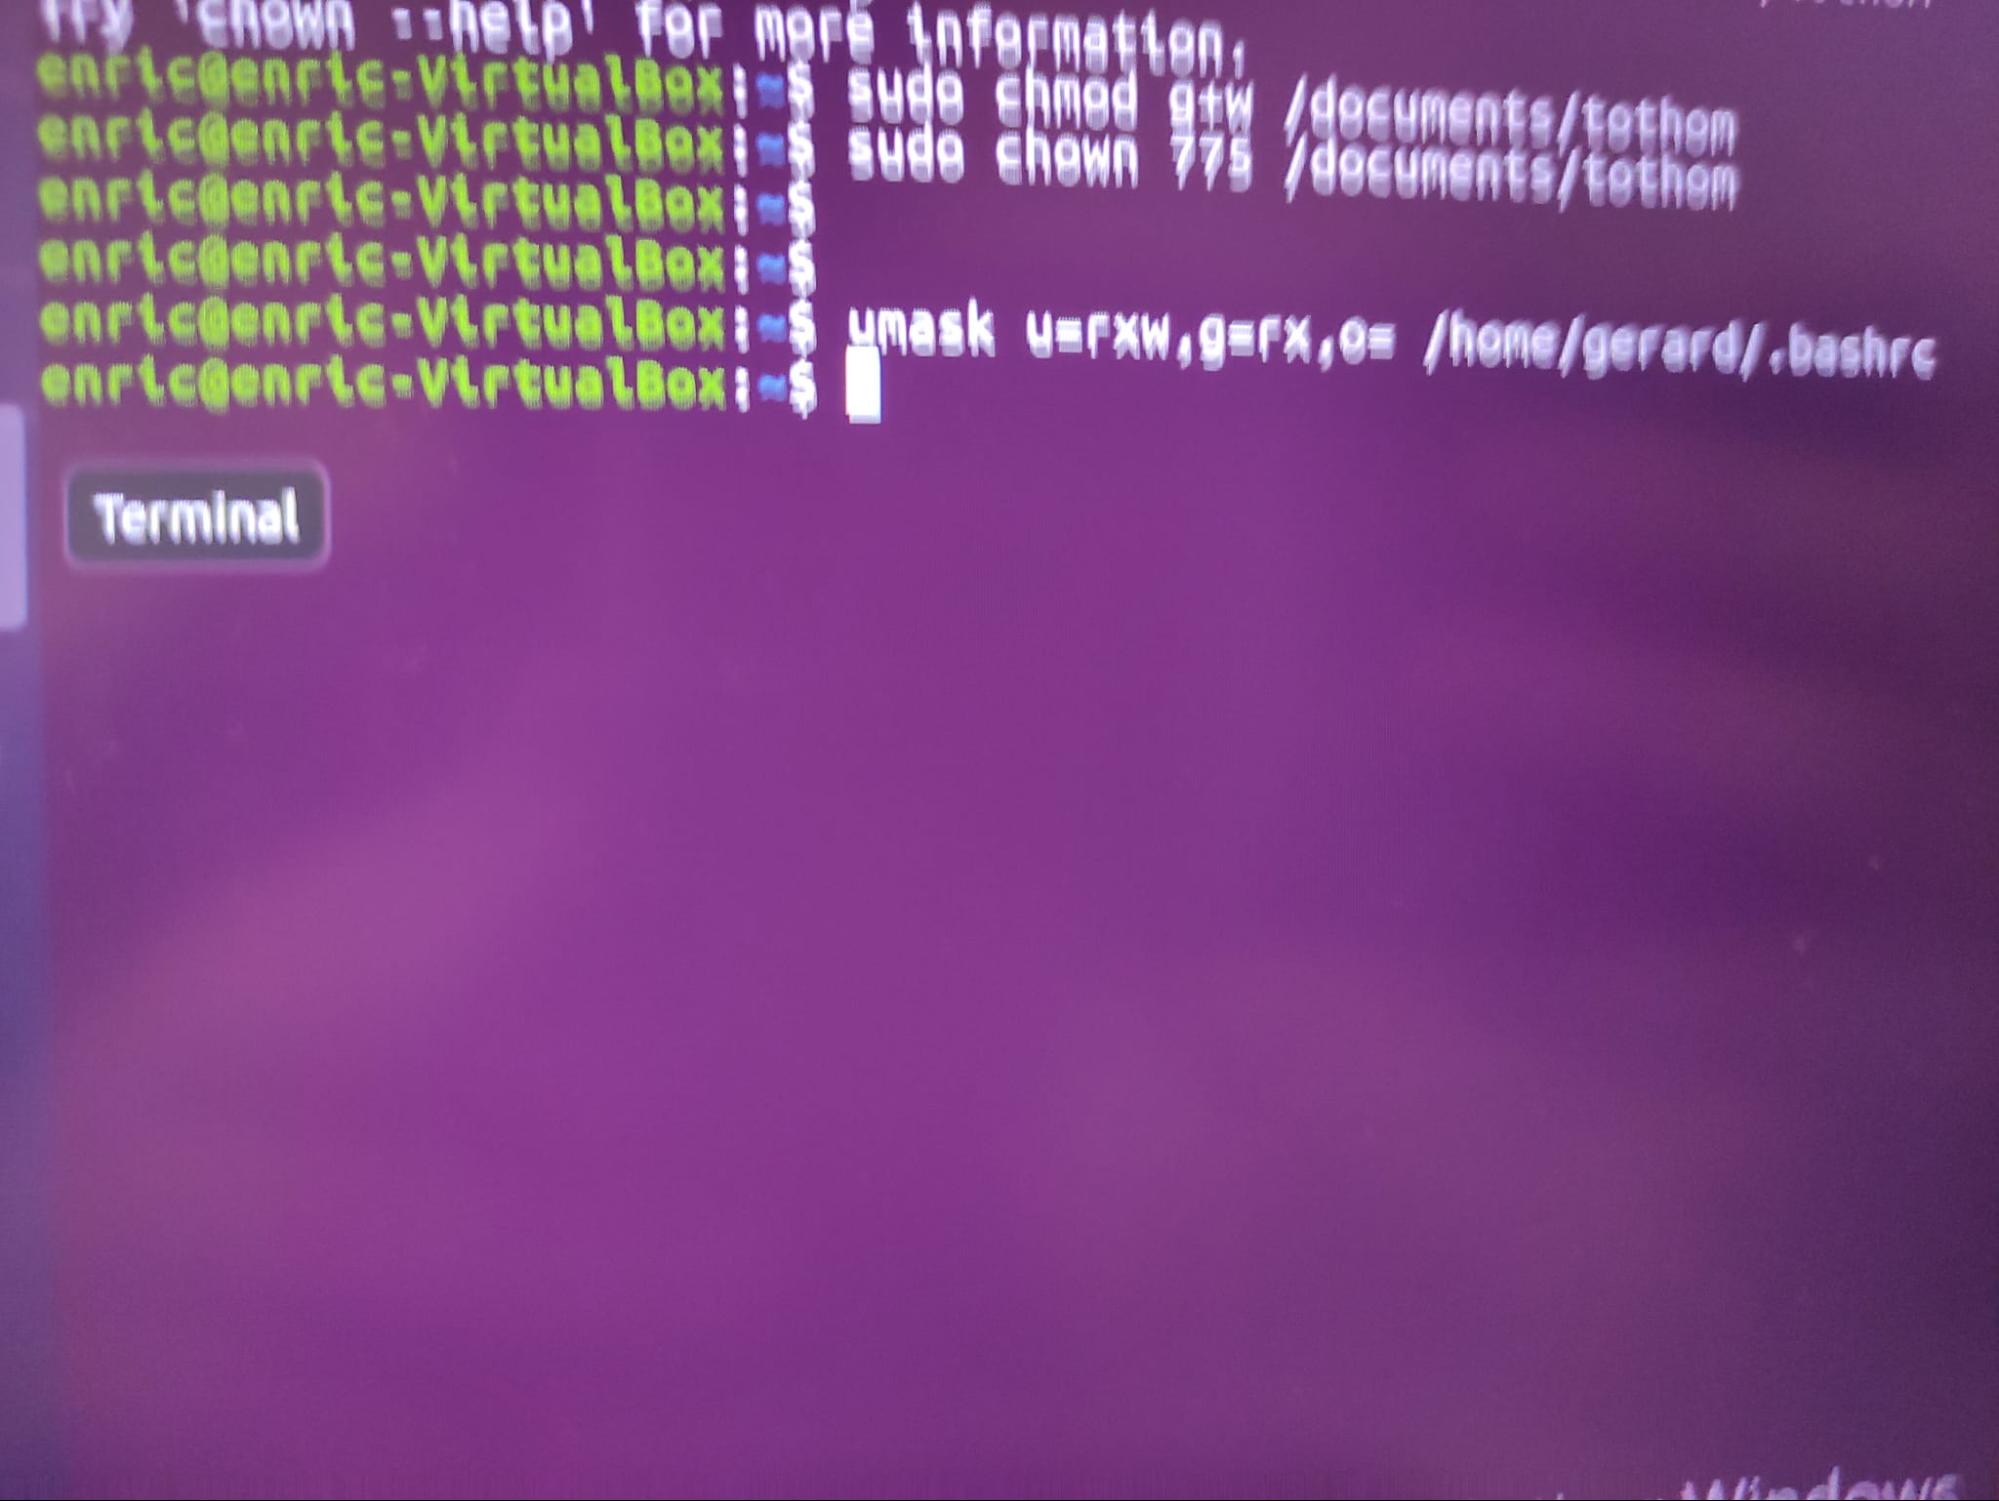 Try 'chown --help' for more information.
enric@enric-VirtualBox:~$ sudo chmod g+w /documents/tothom
enric@enric-VirtualBox:~$ sudo chown 775 /documents/tothom
enric@enric-VirtualBox:~$
enric@enric-VirtualBox:~$
enric@enric-VirtualBox:~$ umask u=rxw,g=rx,o= /home/gerard/.bashrc
enric@enric-VirtualBox:~$
Terminal
Windows